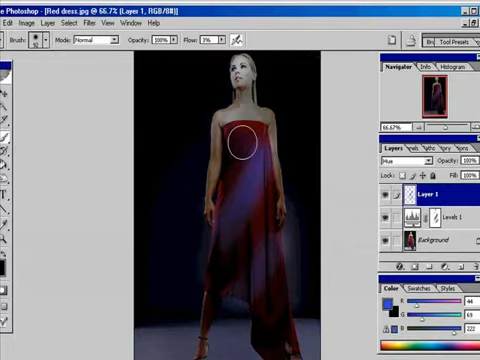 e Photoshop - [Red dress.jpg @ 66.7% (Layer 1, RGB/8#)]
Edit Image Layer Select Filter View Window Help
Brush: 92 Mode: Normal Opacity: 100% Flow: 3% Tool Presets
Navigator Info Histogram
66.67%
Layers
Hue Opacity: 100%
Lock: Fill: 100%
Layer 1
Levels 1
Background
Color Swatches Styles
R 44
G 69
B 222
T